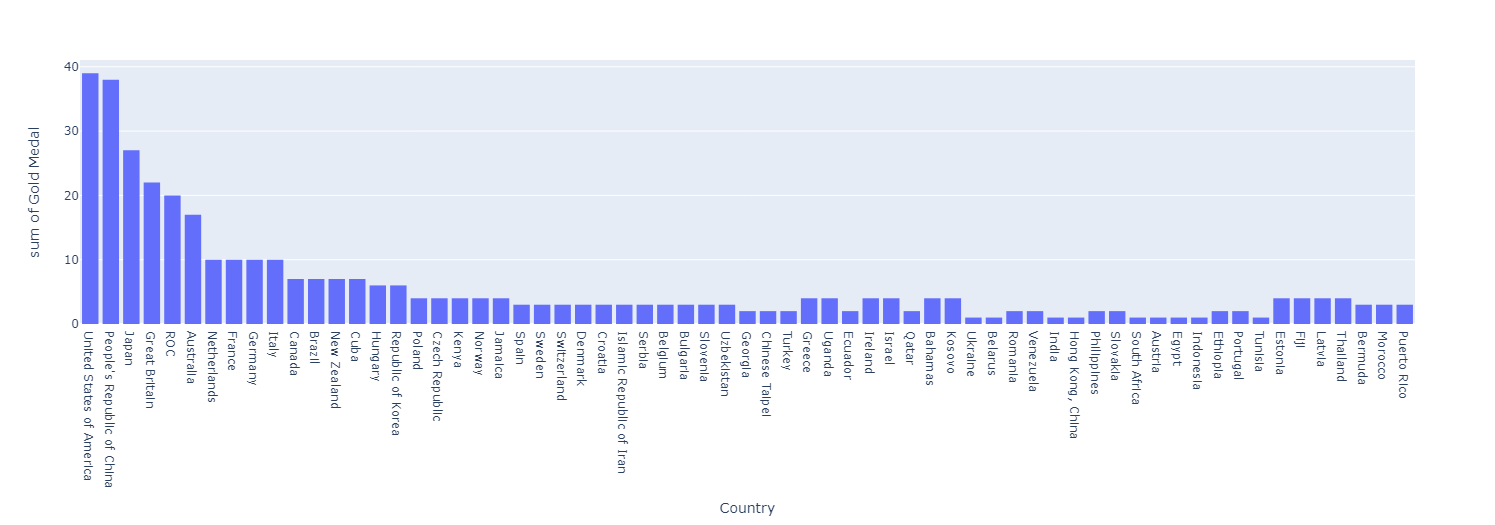 sum of Gold Medal
40
30
20
10
0
United States of America
People's Republic of China
Japan
Great Britain
ROC
Australia
Netherlands
France
Germany
Italy
Canada
Brazil
New Zealand
Cuba
Hungary
Republic of Korea
Poland
Czech Republic
Kenya
Norway
Jamaica
Spain
Sweden
Switzerland
Denmark
Croatia
Islamic Republic of Iran
Serbia
Belgium
Bulgaria
Slovenia
Uzbekistan
Georgia
Chinese Taipei
Turkey
Greece
Uganda
Ecuador
Ireland
Israel
Qatar
Bahamas
Kosovo
Ukraine
Belarus
Romania
Venezuela
India
Hong Kong, China
Philippines
Slovakia
South Africa
Austria
Egypt
Indonesia
Ethiopia
Portugal
Tunisia
Estonia
Fiji
Latvia
Thailand
Bermuda
Morocco
Puerto Rico
Country